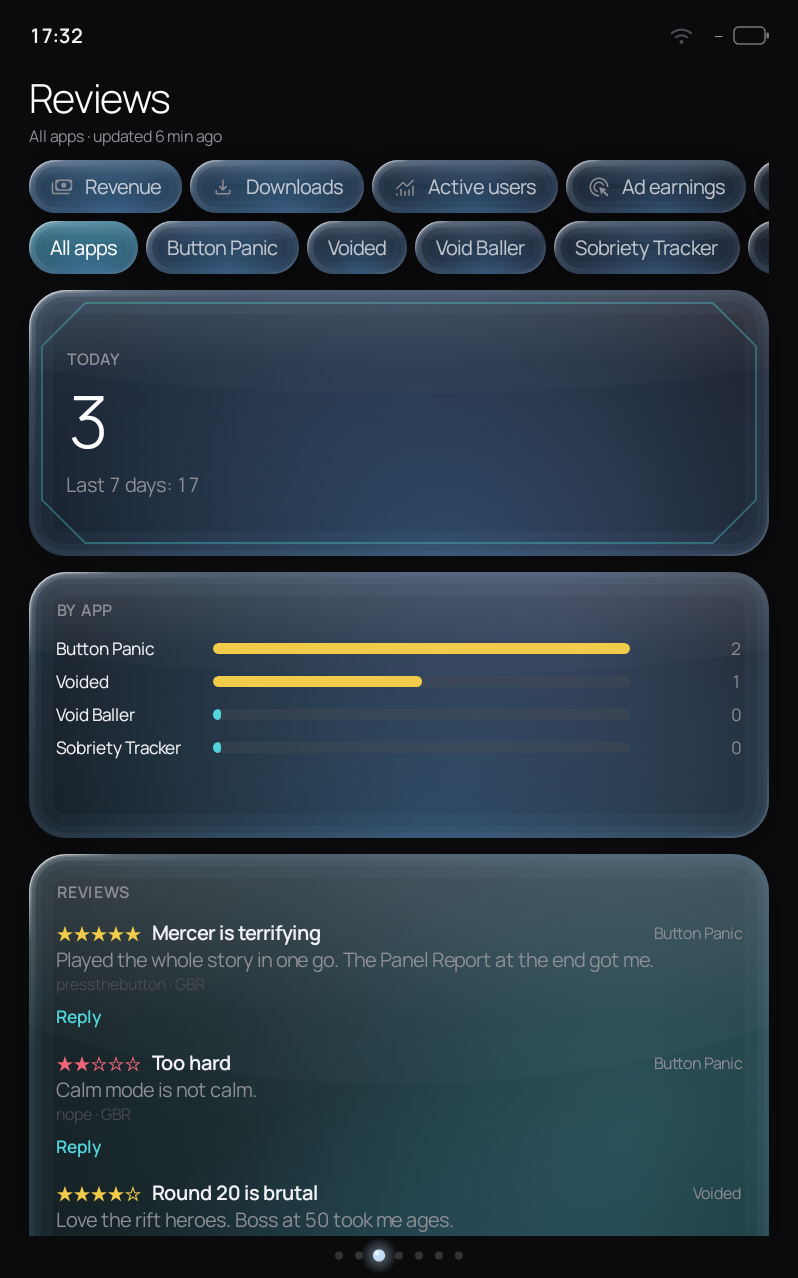 17:32
–
Reviews
All apps · updated 6 min ago
Revenue Downloads Active users Ad earnings
All apps Button Panic Voided Void Baller Sobriety Tracker
TODAY
3
Last 7 days: 17
BY APP
Button Panic 2
Voided 1
Void Baller 0
Sobriety Tracker 0
REVIEWS
★★★★★ Mercer is terrifying Button Panic
Played the whole story in one go. The Panel Report at the end got me.
pressthebutton · GBR
Reply
★★☆☆☆ Too hard Button Panic
Calm mode is not calm.
nope · GBR
Reply
★★★★☆ Round 20 is brutal Voided
Love the rift heroes. Boss at 50 took me ages.